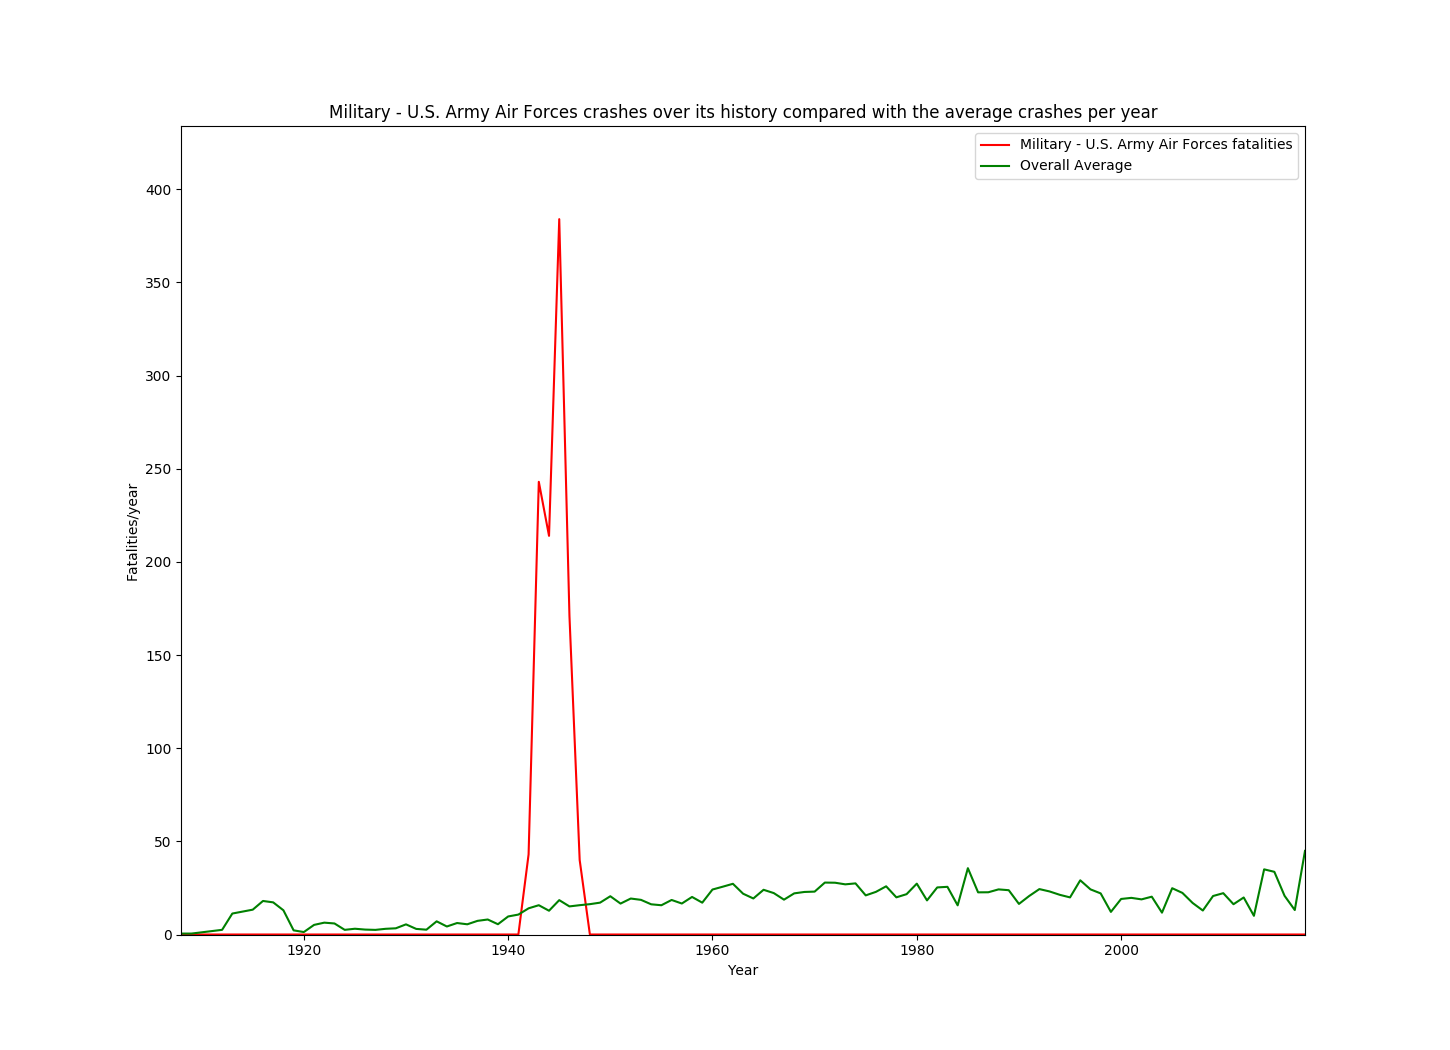 Military - U.S. Army Air Forces crashes over its history compared with the average crashes per year
Military - U.S. Army Air Forces fatalities
Overall Average
400
350
300
250
200
150
100
50
0
Fatalities/year
1920 1940 1960 1980 2000
Year